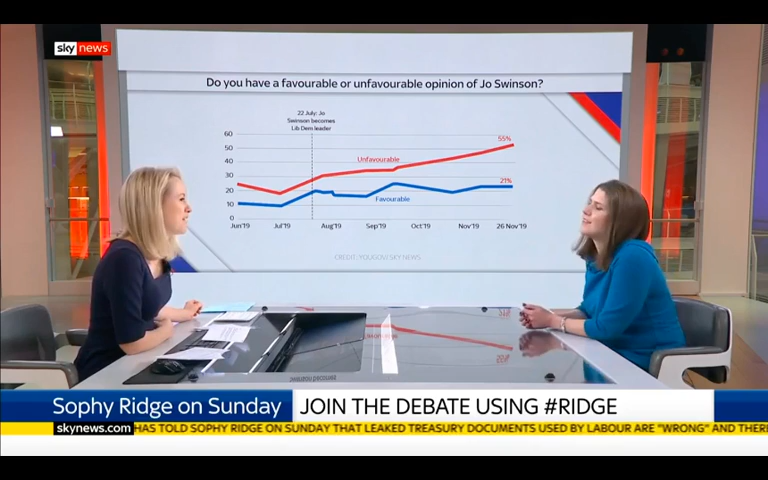 sky news
Do you have a favourable or unfavourable opinion of Jo Swinson?
22 July: Jo
Swinson becomes
Lib Dem leader
60
50
40
30
20
10
0
55%
Unfavourable
21%
Favourable
Jun'19 Jul'19 Aug'19 Sep'19 Oct'19 Nov'19 26 Nov'19
CREDIT: YOUGOV/SKY NEWS
Sophy Ridge on Sunday JOIN THE DEBATE USING #RIDGE
skynews.com HAS TOLD SOPHY RIDGE ON SUNDAY THAT LEAKED TREASURY DOCUMENTS USED BY LABOUR ARE "WRONG" AND THER